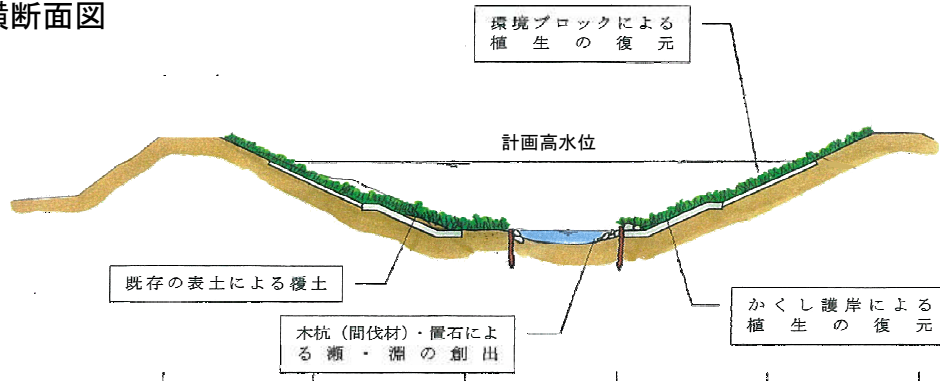 横断面図
環境ブロックによる
植生の復元
計画高水位
既存の表土による覆土
かくし護岸による
植生の復元
木杭（間伐材）・置石によ
る瀬・淵の創出